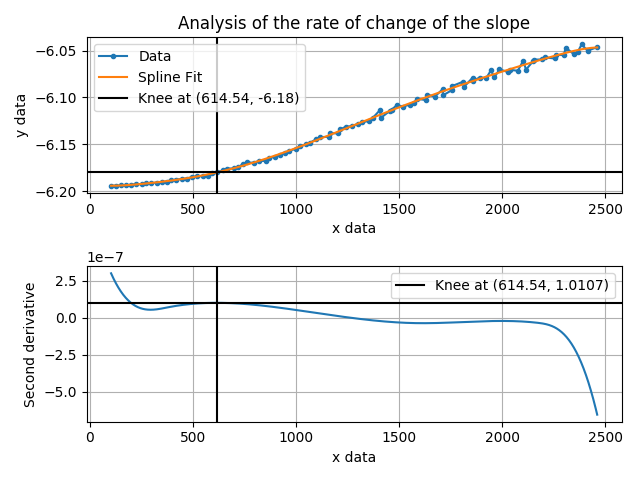 Analysis of the rate of change of the slope
−6.05
−6.10
−6.15
−6.20
y data
Data
Spline Fit
Knee at (614.54, -6.18)
0 500 1000 1500 2000 2500
x data
1e−7
2.5
0.0
−2.5
−5.0
Second derivative
Knee at (614.54, 1.0107)
0 500 1000 1500 2000 2500
x data